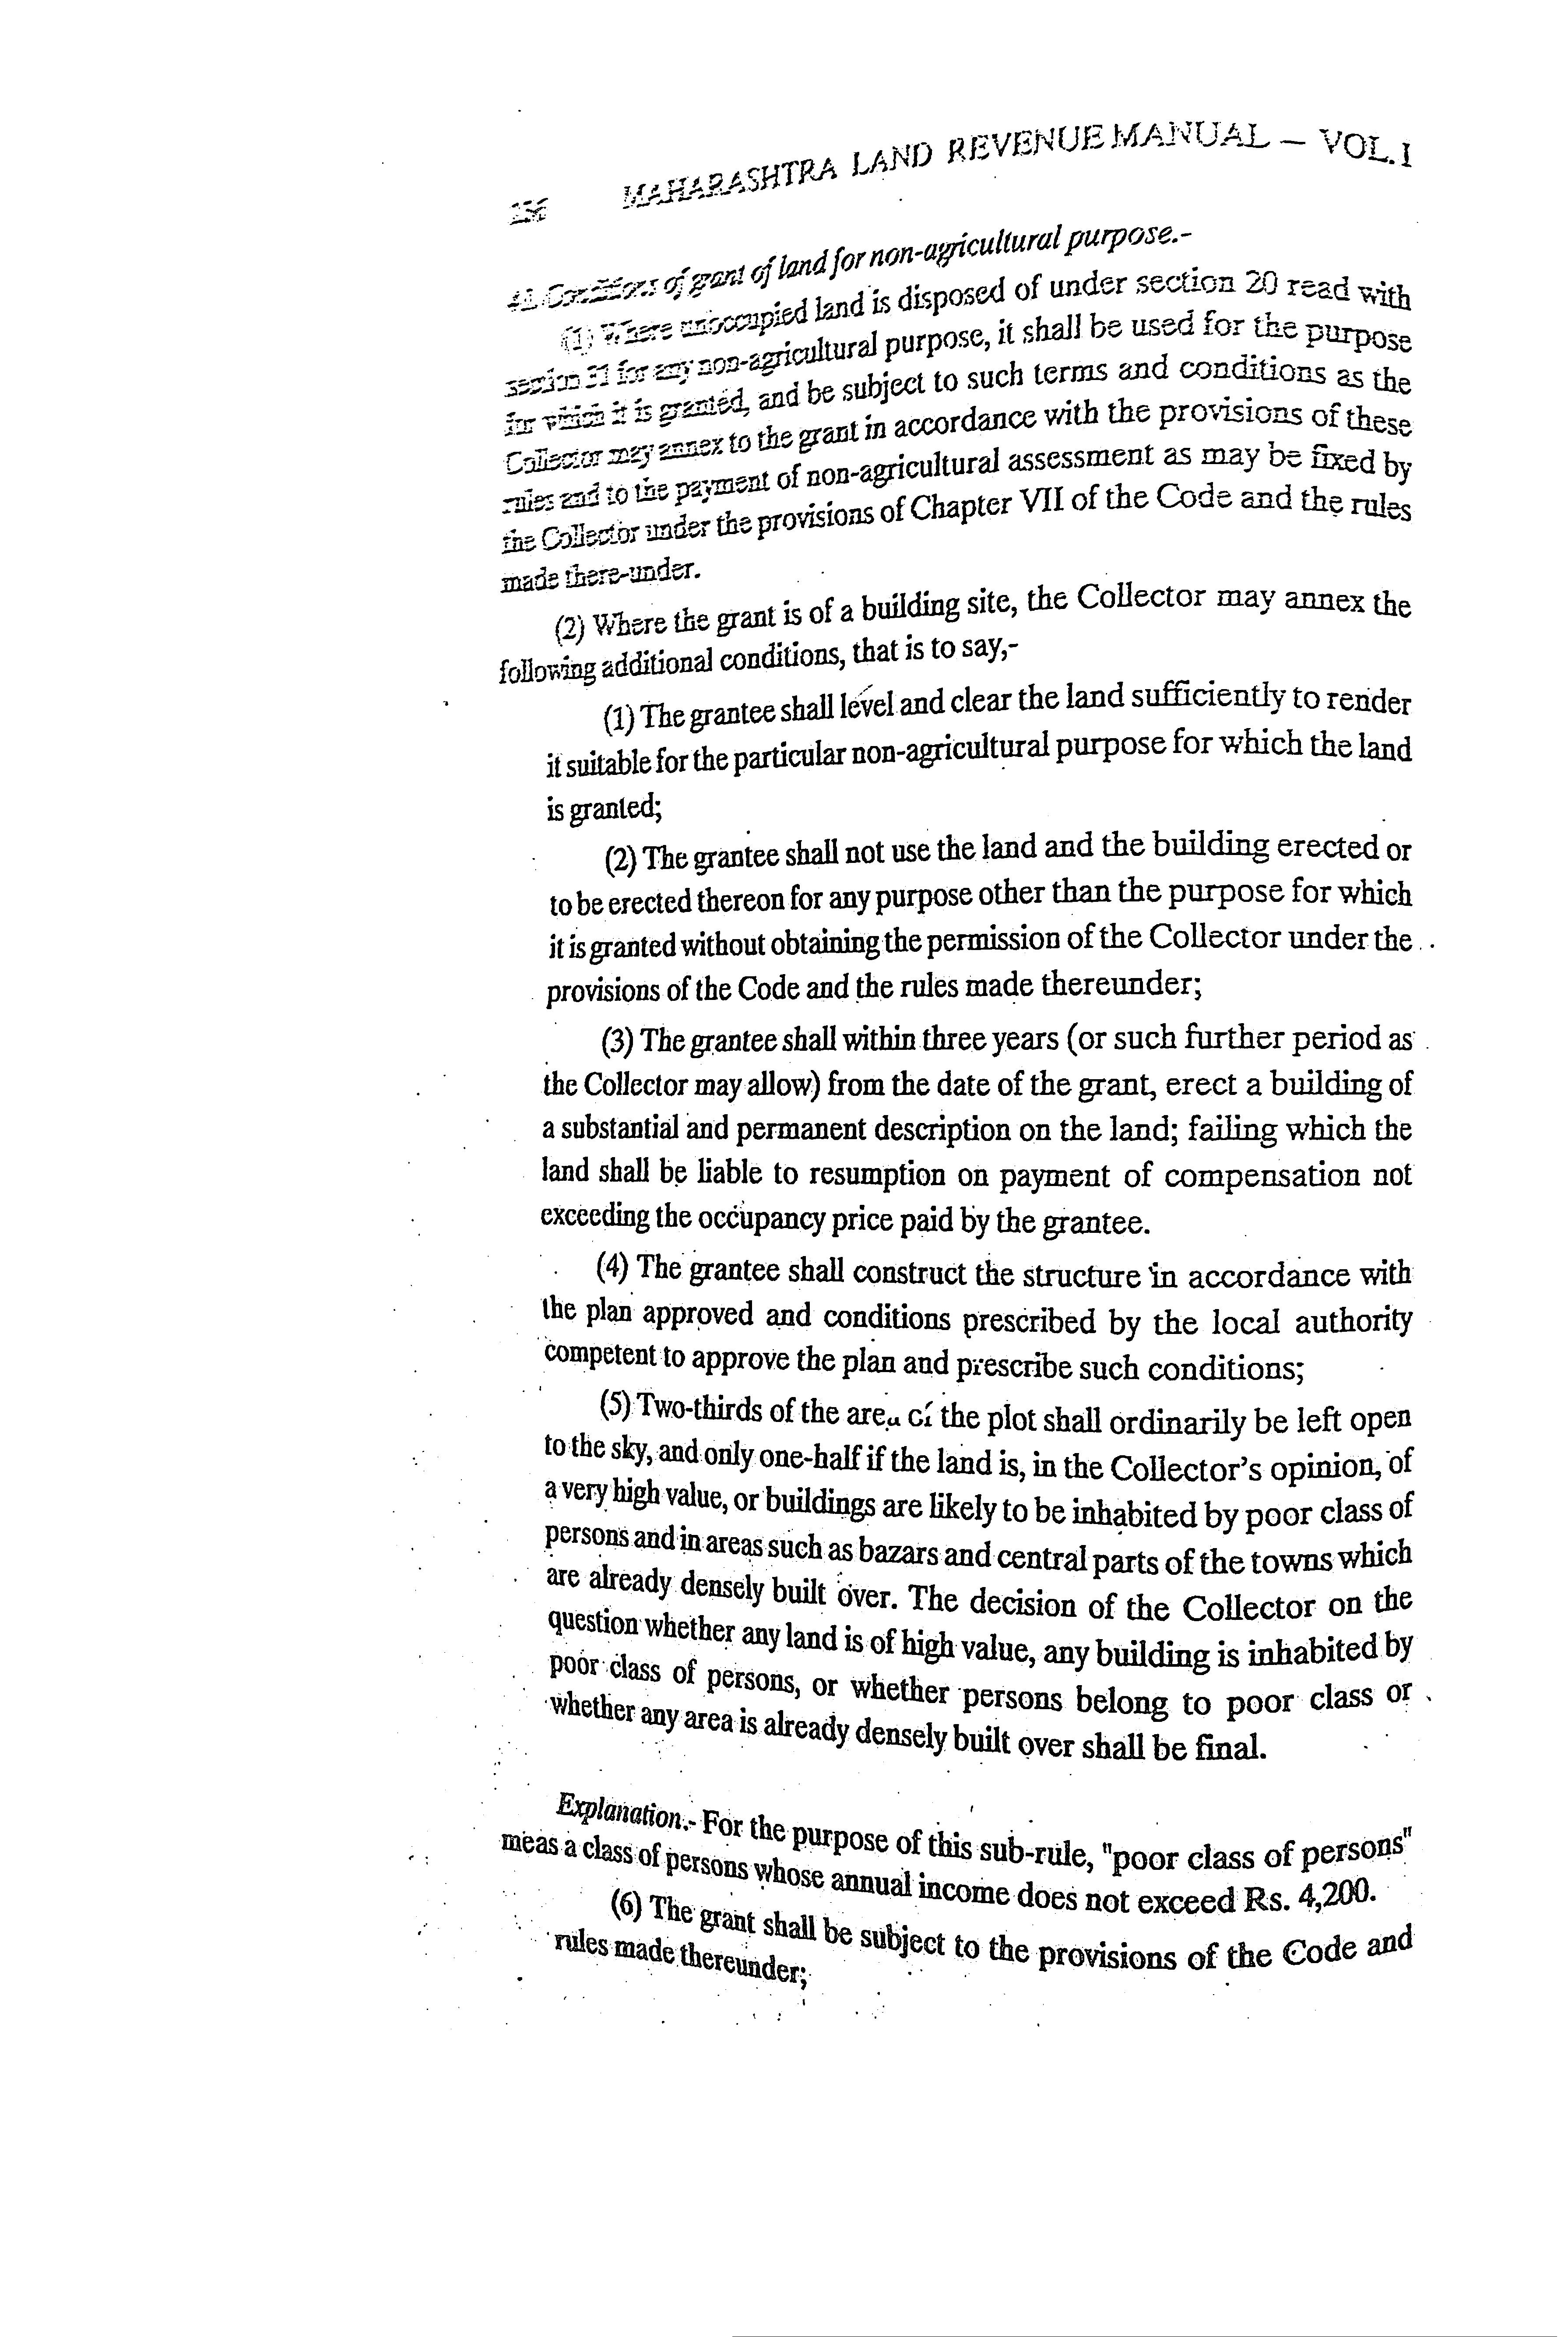 256 MAHARASHTRA LAND REVENUE MANUAL – VOL. I
41. Conditions of grant of land for non-agricultural purpose.-
(1) Where unoccupied land is disposed of under section 20 read with
section 31 for any non-agricultural purpose, it shall be used for the purpose
for which it is granted, and be subject to such terms and conditions as the
Collector may annex to the grant in accordance with the provisions of these
rules and to the payment of non-agricultural assessment as may be fixed by
the Collector under the provisions of Chapter VII of the Code and the rules
made there-under.
(2) Where the grant is of a building site, the Collector may annex the
following additional conditions, that is to say,-
(1) The grantee shall level and clear the land sufficiently to render
it suitable for the particular non-agricultural purpose for which the land
is granted;
(2) The grantee shall not use the land and the building erected or
to be erected thereon for any purpose other than the purpose for which
it is granted without obtaining the permission of the Collector under the
provisions of the Code and the rules made thereunder;
(3) The grantee shall within three years (or such further period as
the Collector may allow) from the date of the grant, erect a building of
a substantial and permanent description on the land; failing which the
land shall be liable to resumption on payment of compensation not
exceeding the occupancy price paid by the grantee.
(4) The grantee shall construct the structure in accordance with
the plan approved and conditions prescribed by the local authority
competent to approve the plan and prescribe such conditions;
(5) Two-thirds of the area of the plot shall ordinarily be left open
to the sky, and only one-half if the land is, in the Collector's opinion, of
a very high value, or buildings are likely to be inhabited by poor class of
persons and in areas such as bazars and central parts of the towns which
are already densely built over. The decision of the Collector on the
question whether any land is of high value, any building is inhabited by
poor class of persons, or whether persons belong to poor class or
whether any area is already densely built over shall be final.
Explanation.- For the purpose of this sub-rule, "poor class of persons"
meas a class of persons whose annual income does not exceed Rs. 4,200.
(6) The grant shall be subject to the provisions of the Code and
rules made thereunder;